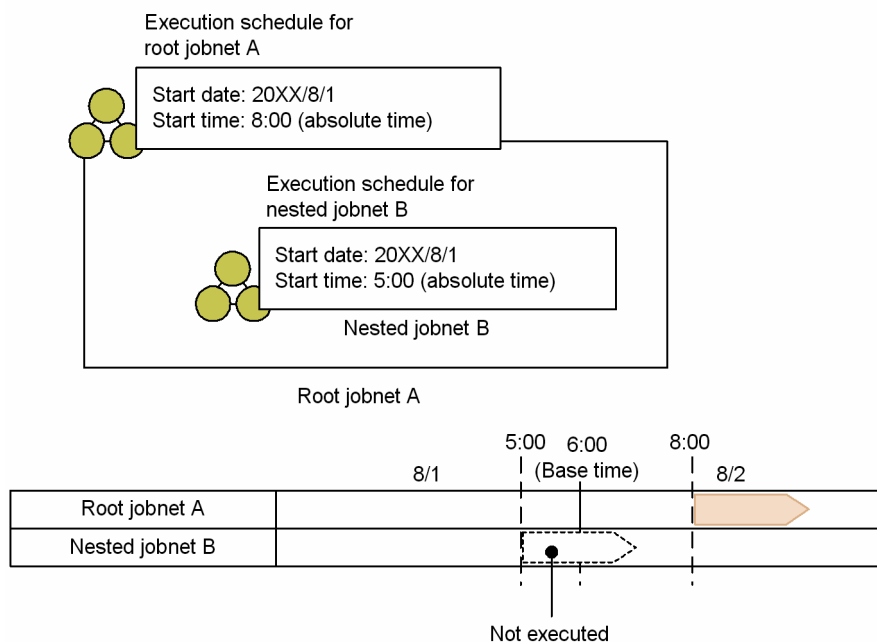 Execution schedule for
root jobnet A
Start date: 20XX/8/1
Start time: 8:00 (absolute time)
Execution schedule for
nested jobnet B
Start date: 20XX/8/1
Start time: 5:00 (absolute time)
Nested jobnet B
Root jobnet A
5:00 6:00 8:00
8/1 (Base time) 8/2
Root jobnet A
Nested jobnet B
Not executed